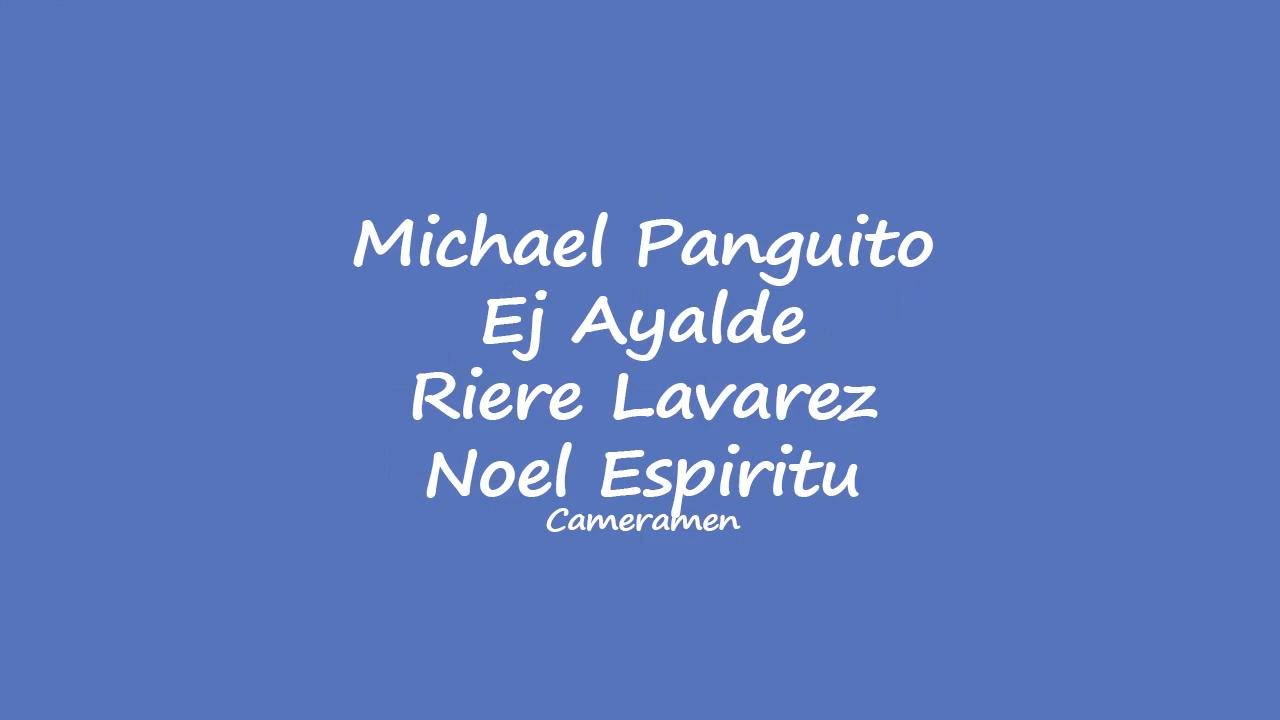 Michael Panguito
Ej Ayalde
Riere Lavarez
Noel Espiritu
Cameramen